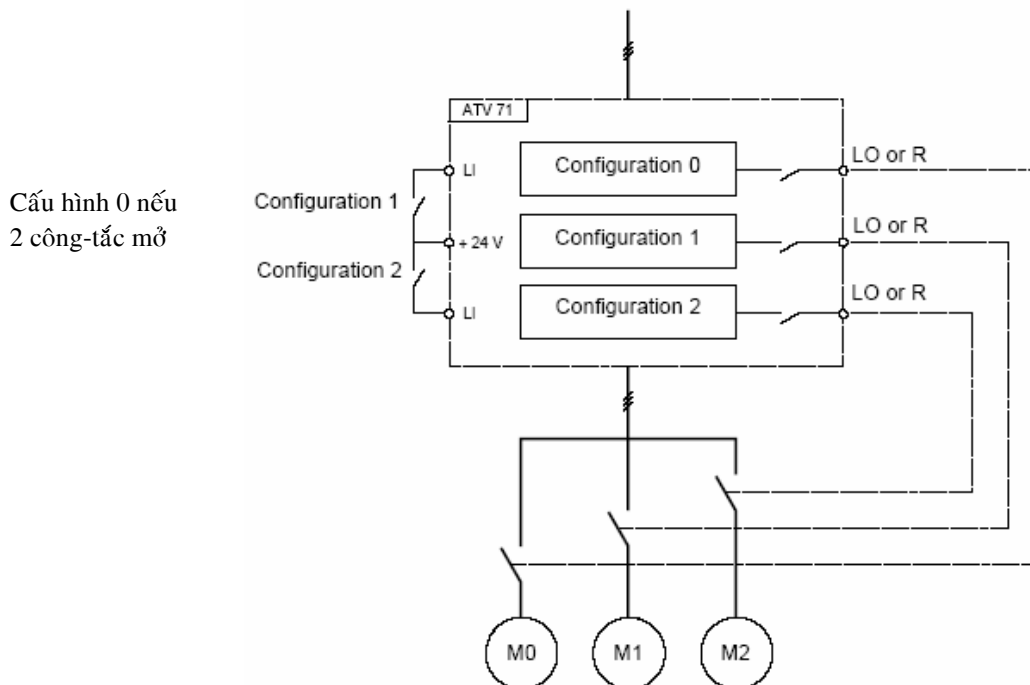 ATV 71
LI
Configuration 0
LO or R
Cấu hình 0 nếu
2 công-tắc mở
Configuration 1
+ 24 V
Configuration 1
LO or R
Configuration 2
LI
Configuration 2
LO or R
M0
M1
M2